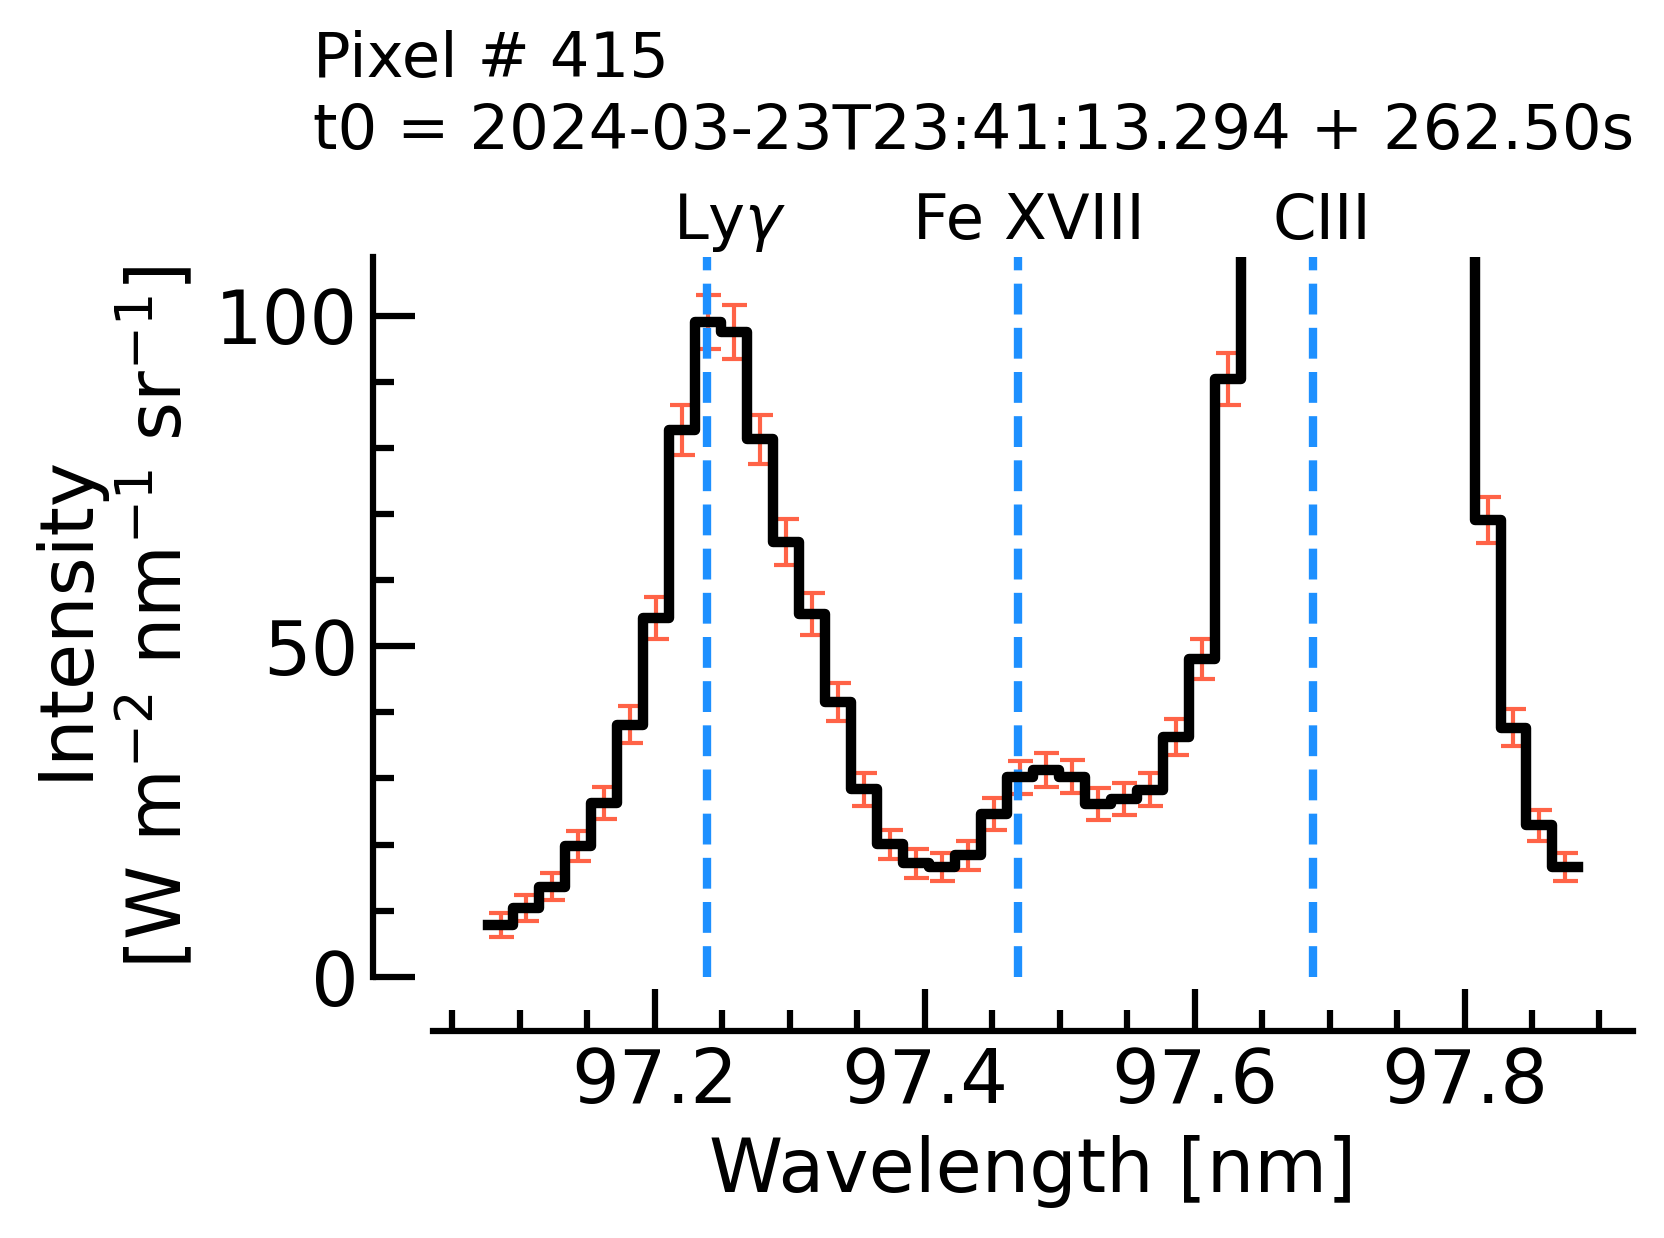 Pixel # 415
t0 = 2024-03-23T23:41:13.294 + 262.50s
Lyγ Fe XVIII CIII
Intensity
[W m⁻² nm⁻¹ sr⁻¹]
100
50
0
97.2 97.4 97.6 97.8
Wavelength [nm]